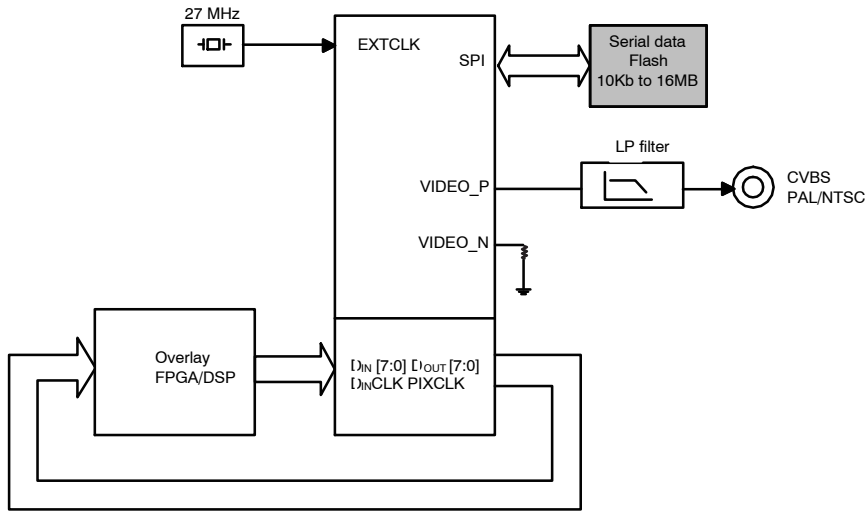 27 MHz
EXTCLK
SPI
Serial data
Flash
10Kb to 16MB
LP filter
VIDEO_P
CVBS
PAL/NTSC
VIDEO_N
Overlay
FPGA/DSP
DIN [7:0] DOUT [7:0]
DINCLK PIXCLK